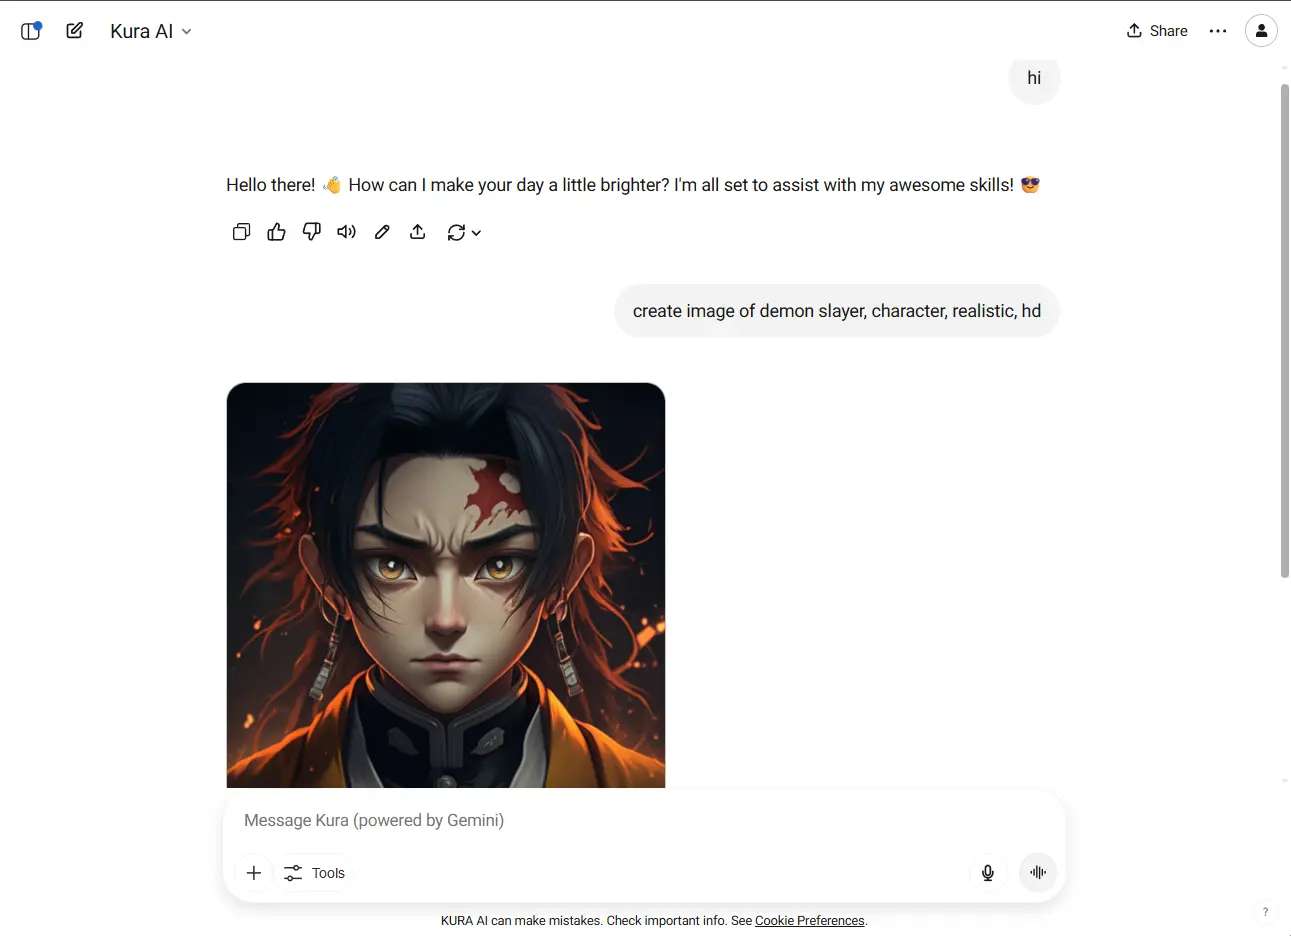 Kura AI
Share
hi
Hello there! 👋 How can I make your day a little brighter? I'm all set to assist with my awesome skills! 😎
create image of demon slayer, character, realistic, hd
Message Kura (powered by Gemini)
Tools
KURA AI can make mistakes. Check important info. See Cookie Preferences.
?